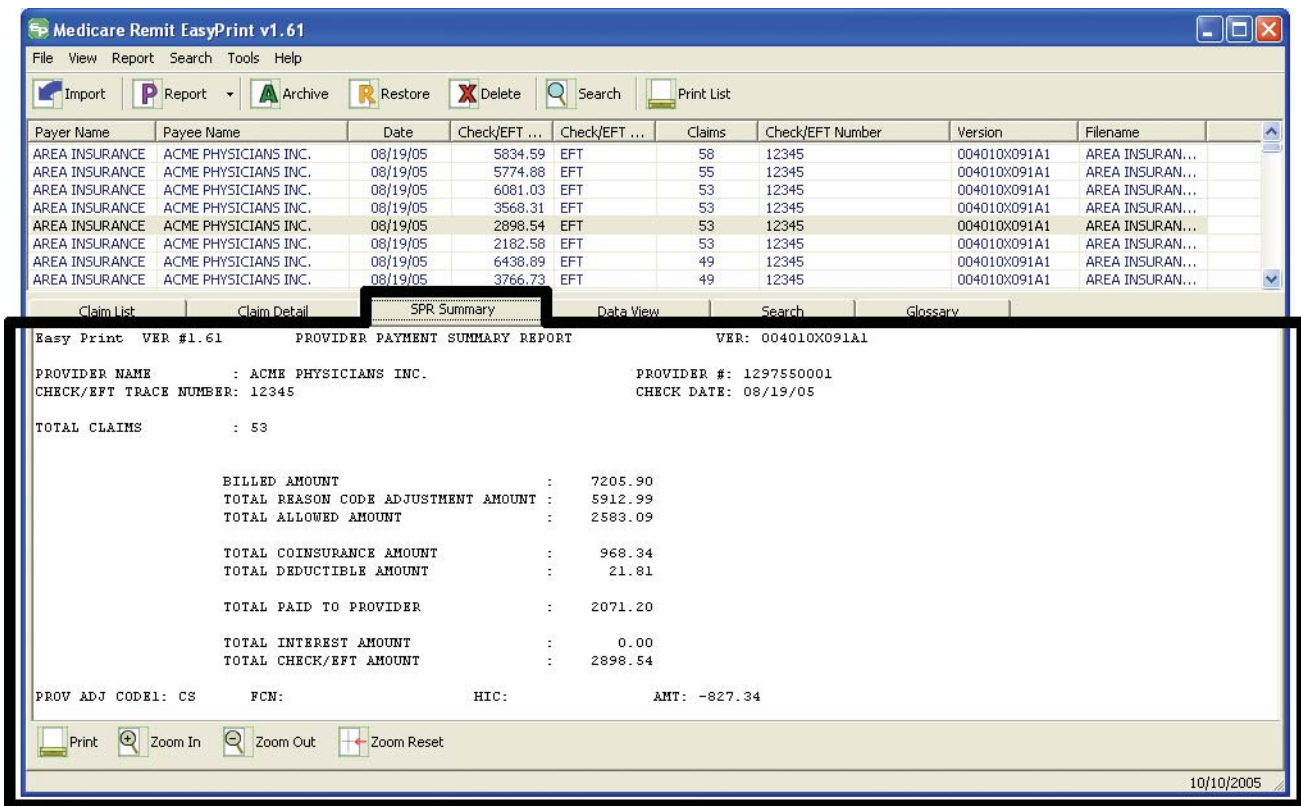 Medicare Remit EasyPrint v1.61
File View Report Search Tools Help
Import Report Archive Restore Delete Search Print List
Payer Name Payee Name Date Check/EFT ... Check/EFT ... Claims Check/EFT Number Version Filename
AREA INSURANCE ACME PHYSICIANS INC. 08/19/05 5834.59 EFT 58 12345 004010X091A1 AREA INSURAN...
AREA INSURANCE ACME PHYSICIANS INC. 08/19/05 5774.88 EFT 55 12345 004010X091A1 AREA INSURAN...
AREA INSURANCE ACME PHYSICIANS INC. 08/19/05 6081.03 EFT 53 12345 004010X091A1 AREA INSURAN...
AREA INSURANCE ACME PHYSICIANS INC. 08/19/05 3568.31 EFT 53 12345 004010X091A1 AREA INSURAN...
AREA INSURANCE ACME PHYSICIANS INC. 08/19/05 2898.54 EFT 53 12345 004010X091A1 AREA INSURAN...
AREA INSURANCE ACME PHYSICIANS INC. 08/19/05 2182.58 EFT 53 12345 004010X091A1 AREA INSURAN...
AREA INSURANCE ACME PHYSICIANS INC. 08/19/05 6438.89 EFT 49 12345 004010X091A1 AREA INSURAN...
AREA INSURANCE ACME PHYSICIANS INC. 08/19/05 3766.73 EFT 49 12345 004010X091A1 AREA INSURAN...
Claim List Claim Detail SPR Summary Data View Search Glossary
Easy Print VER #1.61 PROVIDER PAYMENT SUMMARY REPORT VER: 004010X091A1
PROVIDER NAME : ACME PHYSICIANS INC. PROVIDER #: 1297550001
CHECK/EFT TRACE NUMBER: 12345 CHECK DATE: 08/19/05
TOTAL CLAIMS : 53
BILLED AMOUNT : 7205.90
TOTAL REASON CODE ADJUSTMENT AMOUNT : 5912.99
TOTAL ALLOWED AMOUNT : 2583.09
TOTAL COINSURANCE AMOUNT : 968.34
TOTAL DEDUCTIBLE AMOUNT : 21.81
TOTAL PAID TO PROVIDER : 2071.20
TOTAL INTEREST AMOUNT : 0.00
TOTAL CHECK/EFT AMOUNT : 2898.54
PROV ADJ CODE1: CS FCN: HIC: AMT: -827.34
Print Zoom In Zoom Out Zoom Reset
10/10/2005